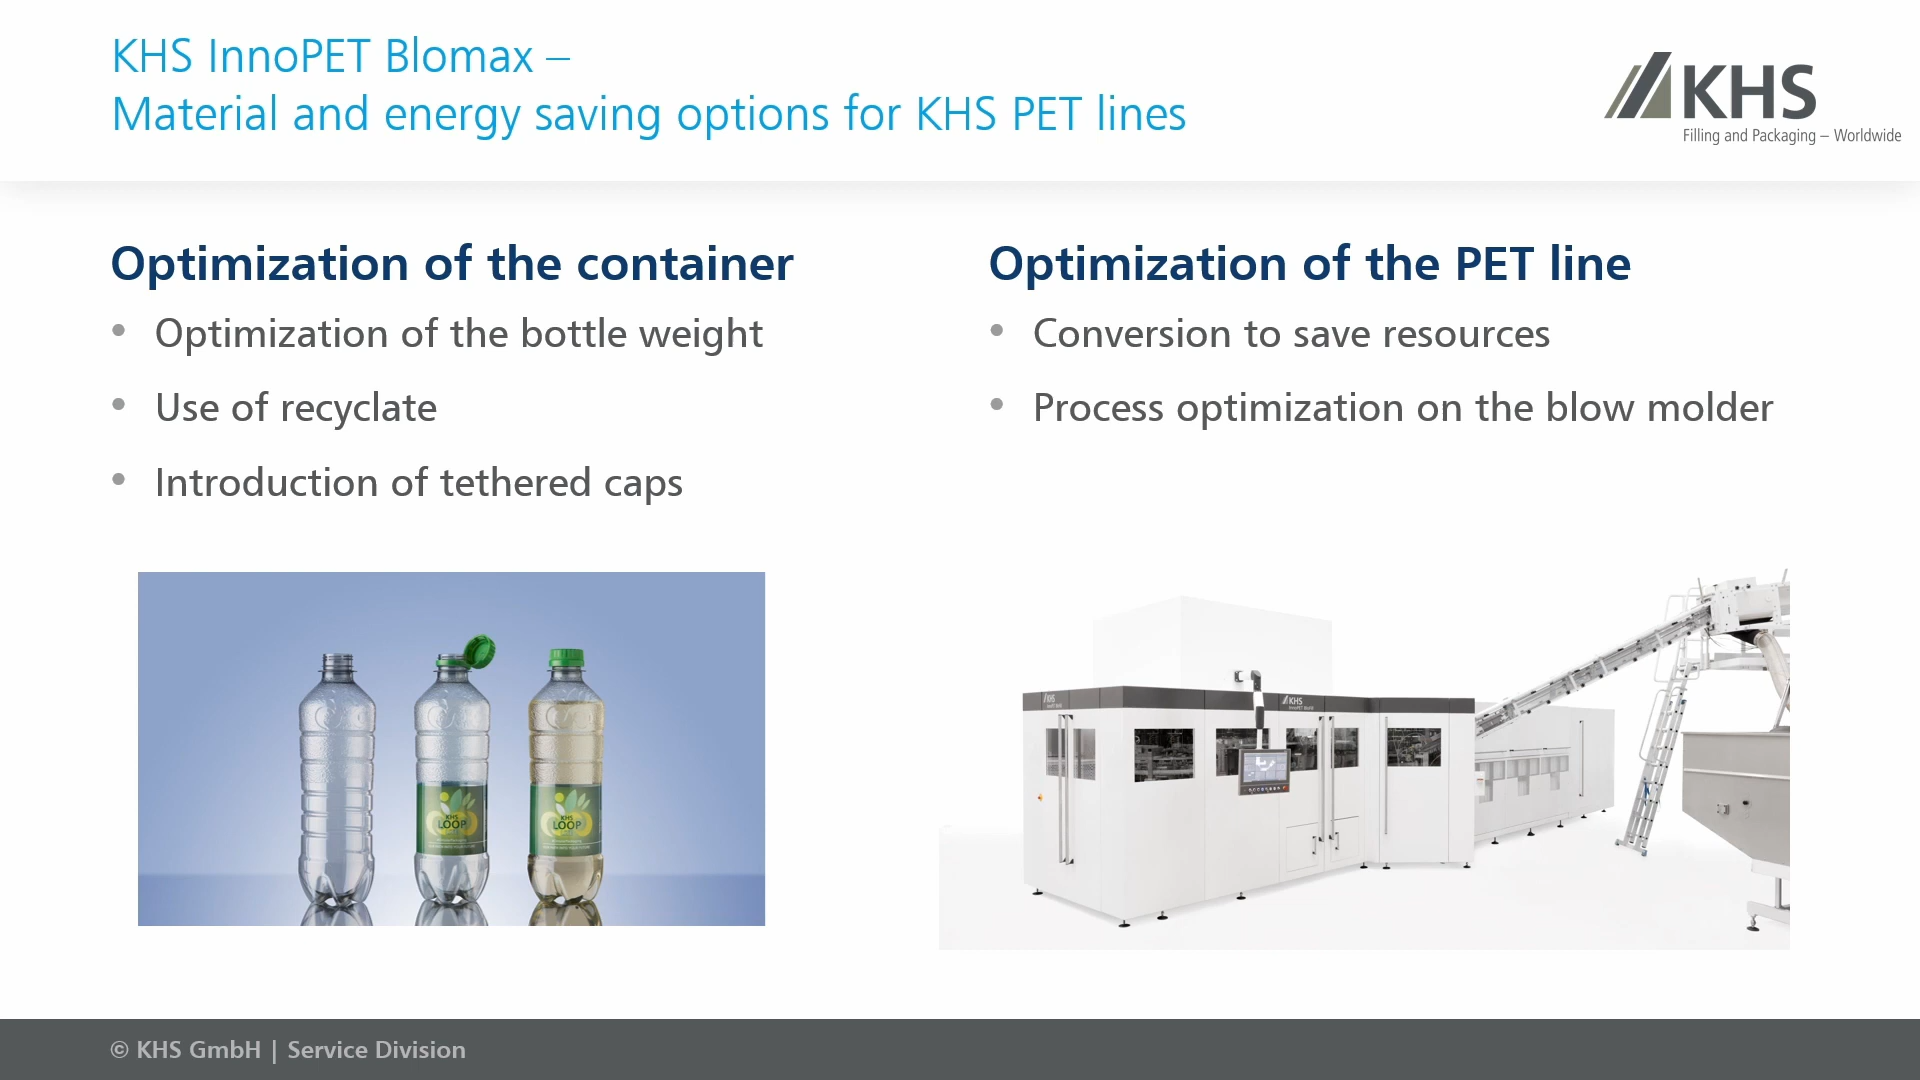 KHS InnoPET Blomax –
Material and energy saving options for KHS PET lines
KHS
Filling and Packaging – Worldwide
Optimization of the container
• Optimization of the bottle weight
• Use of recyclate
• Introduction of tethered caps
Optimization of the PET line
• Conversion to save resources
• Process optimization on the blow molder
KHS
LOOP
KHS
LOOP
KHS
KHS
© KHS GmbH | Service Division